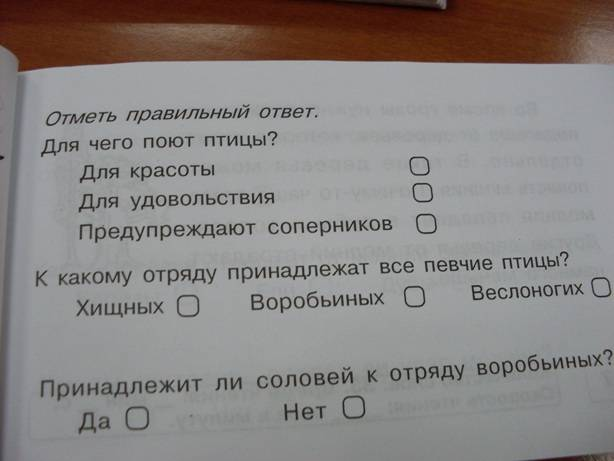 Отметь правильный ответ.
Для чего поют птицы?
Для красоты
Для удовольствия
Предупреждают соперников
К какому отряду принадлежат все певчие птицы?
Хищных Воробьиных Веслоногих
Принадлежит ли соловей к отряду воробьиных?
Да Нет